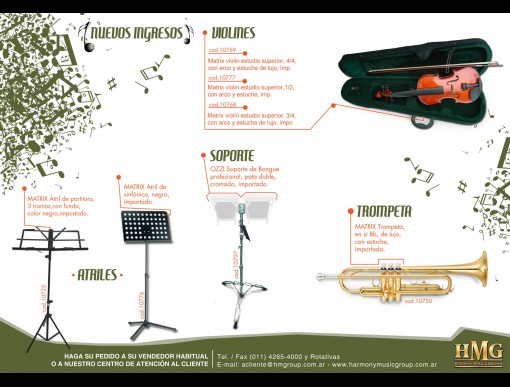 NUEVOS INGRESOS
VIOLINES
cod.10769
Matrix violín estudio superior, 4/4,
con arco y estuche de lujo, imp.
cod.10777
Matrix violín estudio superior,1/2,
con arco y estuche, imp.
cod.10768
Matrix violín estudio superior, 3/4,
con arco y estuche de lujo, impo
SOPORTE
OZZI Soporte de Bongoe
profesional, pata doble,
cromado, importado.
cod.10797
MATRIX Atril de partitura,
3 tramos,con funda,
color negro,importado.
cod.10725
MATRIX Atril de
sinfónica, negro,
importado.
cod.10776
ATRILES
TROMPETA
MATRIX Trompeta,
en si Bb, de lujo,
con estuche,
importado.
cod.10750
HAGA SU PEDIDO A SU VENDEDOR HABITUAL
O A NUESTRO CENTRO DE ATENCIÓN AL CLIENTE
Tel. / Fax (011) 4265-4000 y Rotativas
E-mail: acliente@hmgroup.com.ar - www.harmonymusicgroup.com.ar
HMG
HARMONY MUSIC GROUP